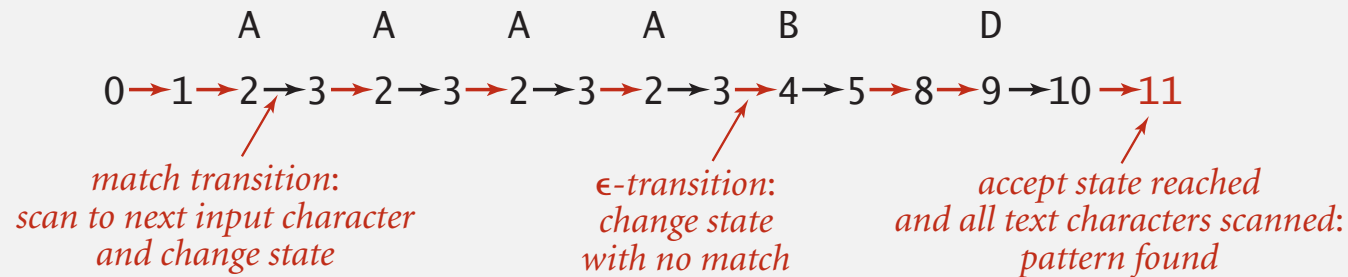 A A A A B D
0 1 2 3 2 3 2 3 2 3 4 5 8 9 10 11
match transition:
scan to next input character
and change state
ϵ-transition:
change state
with no match
accept state reached
and all text characters scanned:
pattern found